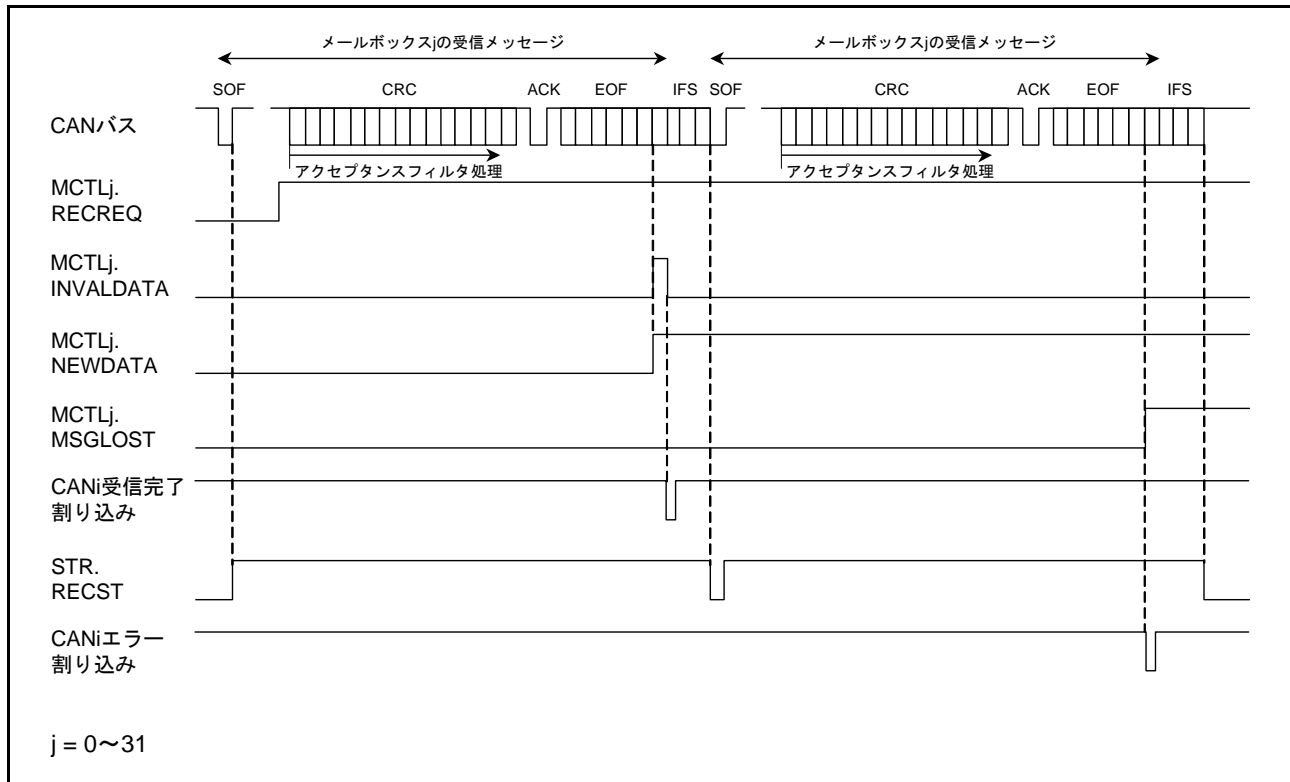 メールボックスjの受信メッセージ メールボックスjの受信メッセージ
SOF CRC ACK EOF IFS SOF CRC ACK EOF IFS
CANバス
アクセプタンスフィルタ処理 アクセプタンスフィルタ処理
MCTLj.
RECREQ
MCTLj.
INVALDATA
MCTLj.
NEWDATA
MCTLj.
MSGLOST
CANi受信完了
割り込み
STR.
RECST
CANiエラー
割り込み
j = 0〜31